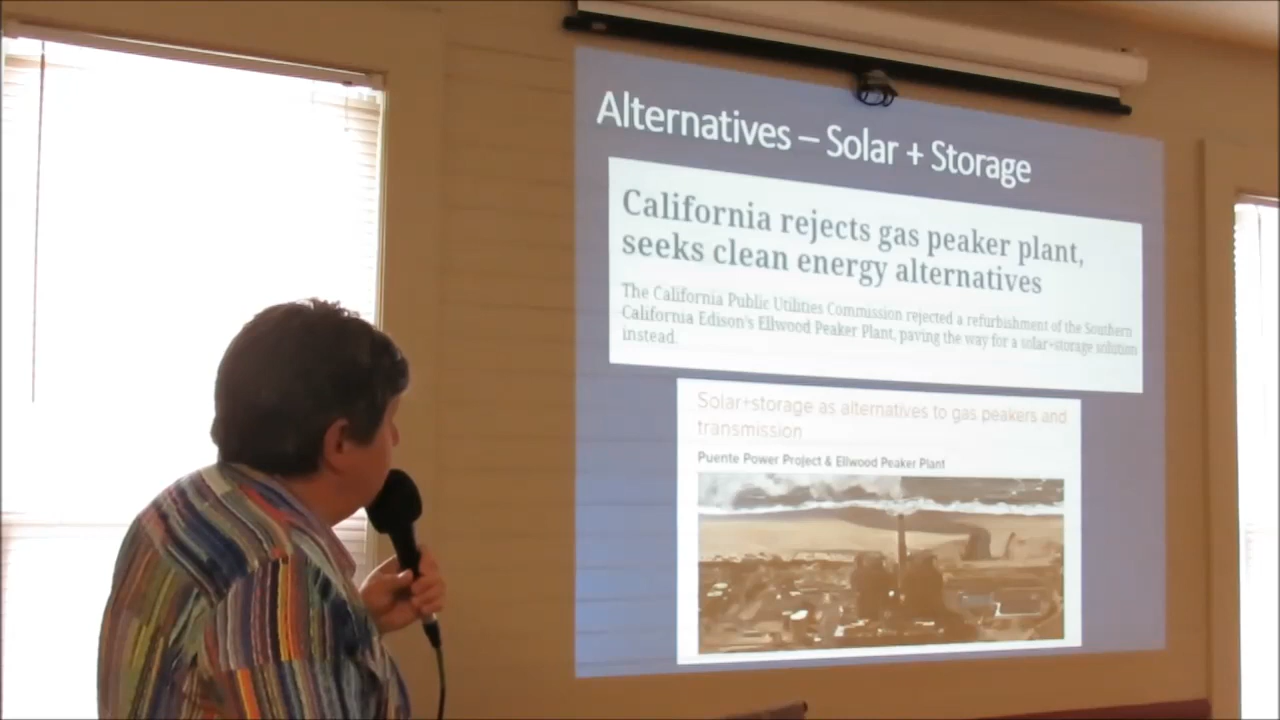 Alternatives – Solar + Storage
California rejects gas peaker plant,
seeks clean energy alternatives
The California Public Utilities Commission rejected a refurbishment of the Southern
California Edison's Ellwood Peaker Plant, paving the way for a solar+storage solution
instead.
Solar+storage as alternatives to gas peakers and
transmission
Puente Power Project & Ellwood Peaker Plant